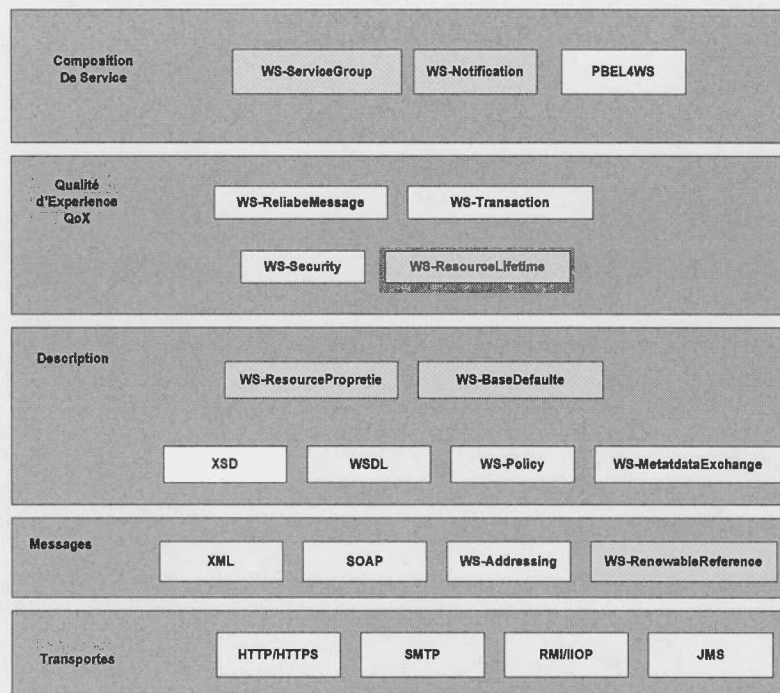 Composition
De Service
WS-ServiceGroup
WS-Notification
PBEL4WS
Qualité
d'Experience
QoX
WS-ReliabeMessage
WS-Transaction
WS-Security
WS-ResourceLifetime
Description
WS-ResourcePropretie
WS-BaseDefaulte
XSD
WSDL
WS-Policy
WS-MetatdataExchange
Messages
XML
SOAP
WS-Addressing
WS-RenewableReference
Transportes
HTTP/HTTPS
SMTP
RMI/IIOP
JMS